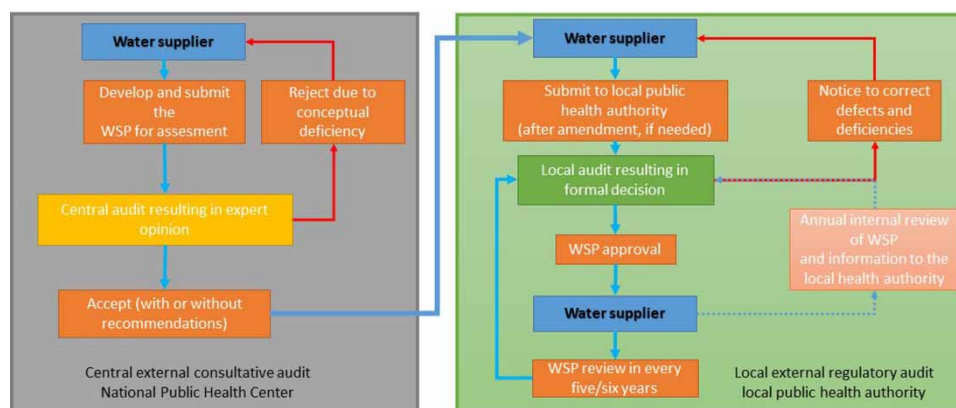 Water supplier
Develop and submit
the
WSP for assesment
Reject due to
conceptual
deficiency
Central audit resulting in expert
opinion
Accept (with or without
recommendations)
Central external consultative audit
National Public Health Center
Water supplier
Submit to local public
health authority
(after amendment, if needed)
Notice to correct
defects and
deficiencies
Local audit resulting in
formal decision
WSP approval
Annual internal review
of WSP
and information to the
local health authority
Water supplier
WSP review in every
five/six years
Local external regulatory audit
local public health authority